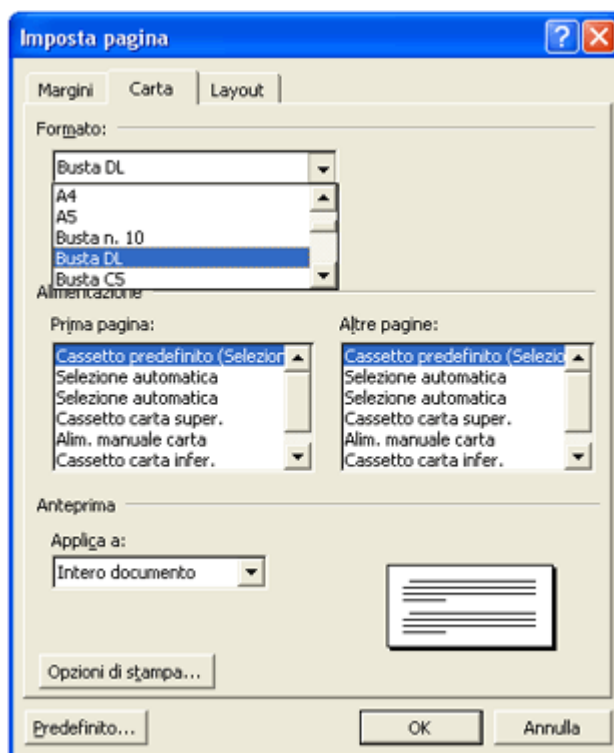 Imposta pagina
Margini Carta Layout
Formato:
Busta DL
A4
A5
Busta n. 10
Busta DL
Busta C5
Alimentazione
Prima pagina: Altre pagine:
Cassetto predefinito (Selezion Cassetto predefinito (Selezio
Selezione automatica Selezione automatica
Selezione automatica Selezione automatica
Cassetto carta super. Cassetto carta super.
Alim. manuale carta Alim. manuale carta
Cassetto carta infer. Cassetto carta infer.
Anteprima
Applica a:
Intero documento
Opzioni di stampa...
Predefinito... OK Annulla